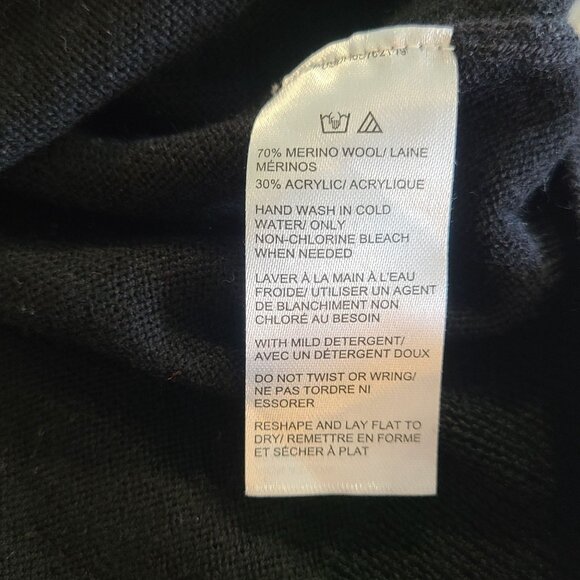 70% MERINO WOOL/ LAINE
MÉRINOS
30% ACRYLIC/ ACRYLIQUE
HAND WASH IN COLD
WATER/ ONLY
NON-CHLORINE BLEACH
WHEN NEEDED
LAVER À LA MAIN À L'EAU
FROIDE/ UTILISER UN AGENT
DE BLANCHIMENT NON
CHLORÉ AU BESOIN
WITH MILD DETERGENT/
AVEC UN DÉTERGENT DOUX
DO NOT TWIST OR WRING/
NE PAS TORDRE NI
ESSORER
RESHAPE AND LAY FLAT TO
DRY/ REMETTRE EN FORME
ET SÉCHER À PLAT